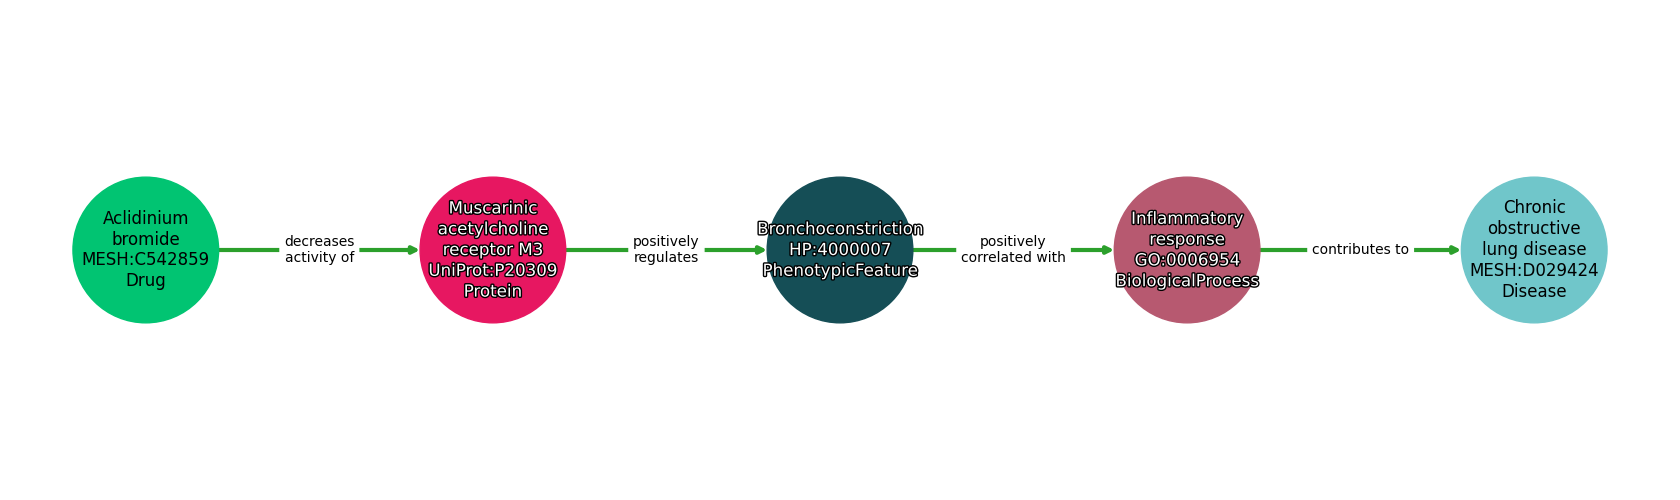 Aclidinium
bromide
MESH:C542859
Drug
decreases
activity of
Muscarinic
acetylcholine
receptor M3
UniProt:P20309
Protein
positively
regulates
Bronchoconstriction
HP:4000007
PhenotypicFeature
positively
correlated with
Inflammatory
response
GO:0006954
BiologicalProcess
contributes to
Chronic
obstructive
lung disease
MESH:D029424
Disease